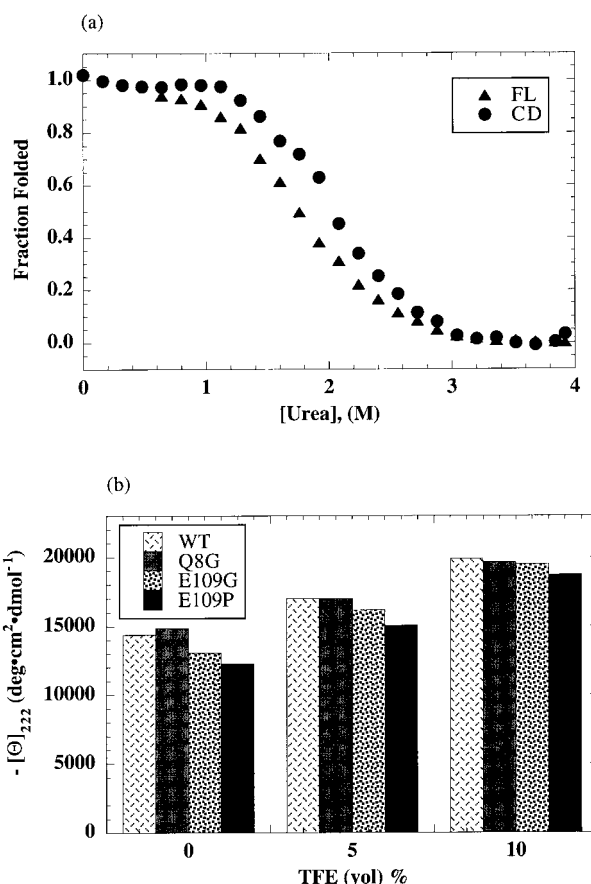 (a)
1.0
0.8
0.6
0.4
0.2
0.0
Fraction Folded
FL
CD
0 1 2 3 4
[Urea], (M)
(b)
WT
Q8G
E109G
E109P
20000
15000
10000
5000
0
- [Θ]222 (deg•cm2•dmol-1)
0 5 10
TFE (vol) %